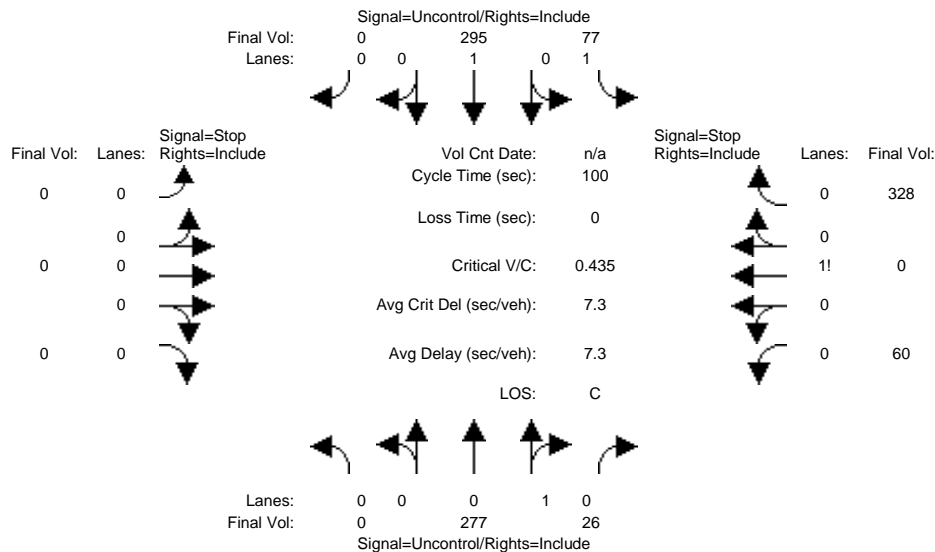 Signal=Uncontrol/Rights=Include
Final Vol: 0 295 77
Lanes: 0 0 1 0 1
Signal=Stop Signal=Stop
Final Vol: Lanes: Rights=Include Vol Cnt Date: n/a Rights=Include Lanes: Final Vol:
Cycle Time (sec): 100
0 0 0 328
Loss Time (sec): 0
0 0
0 0 Critical V/C: 0.435 1! 0
0 Avg Crit Del (sec/veh): 7.3 0
0 0 Avg Delay (sec/veh): 7.3 0 60
LOS: C
Lanes: 0 0 0 1 0
Final Vol: 0 277 26
Signal=Uncontrol/Rights=Include